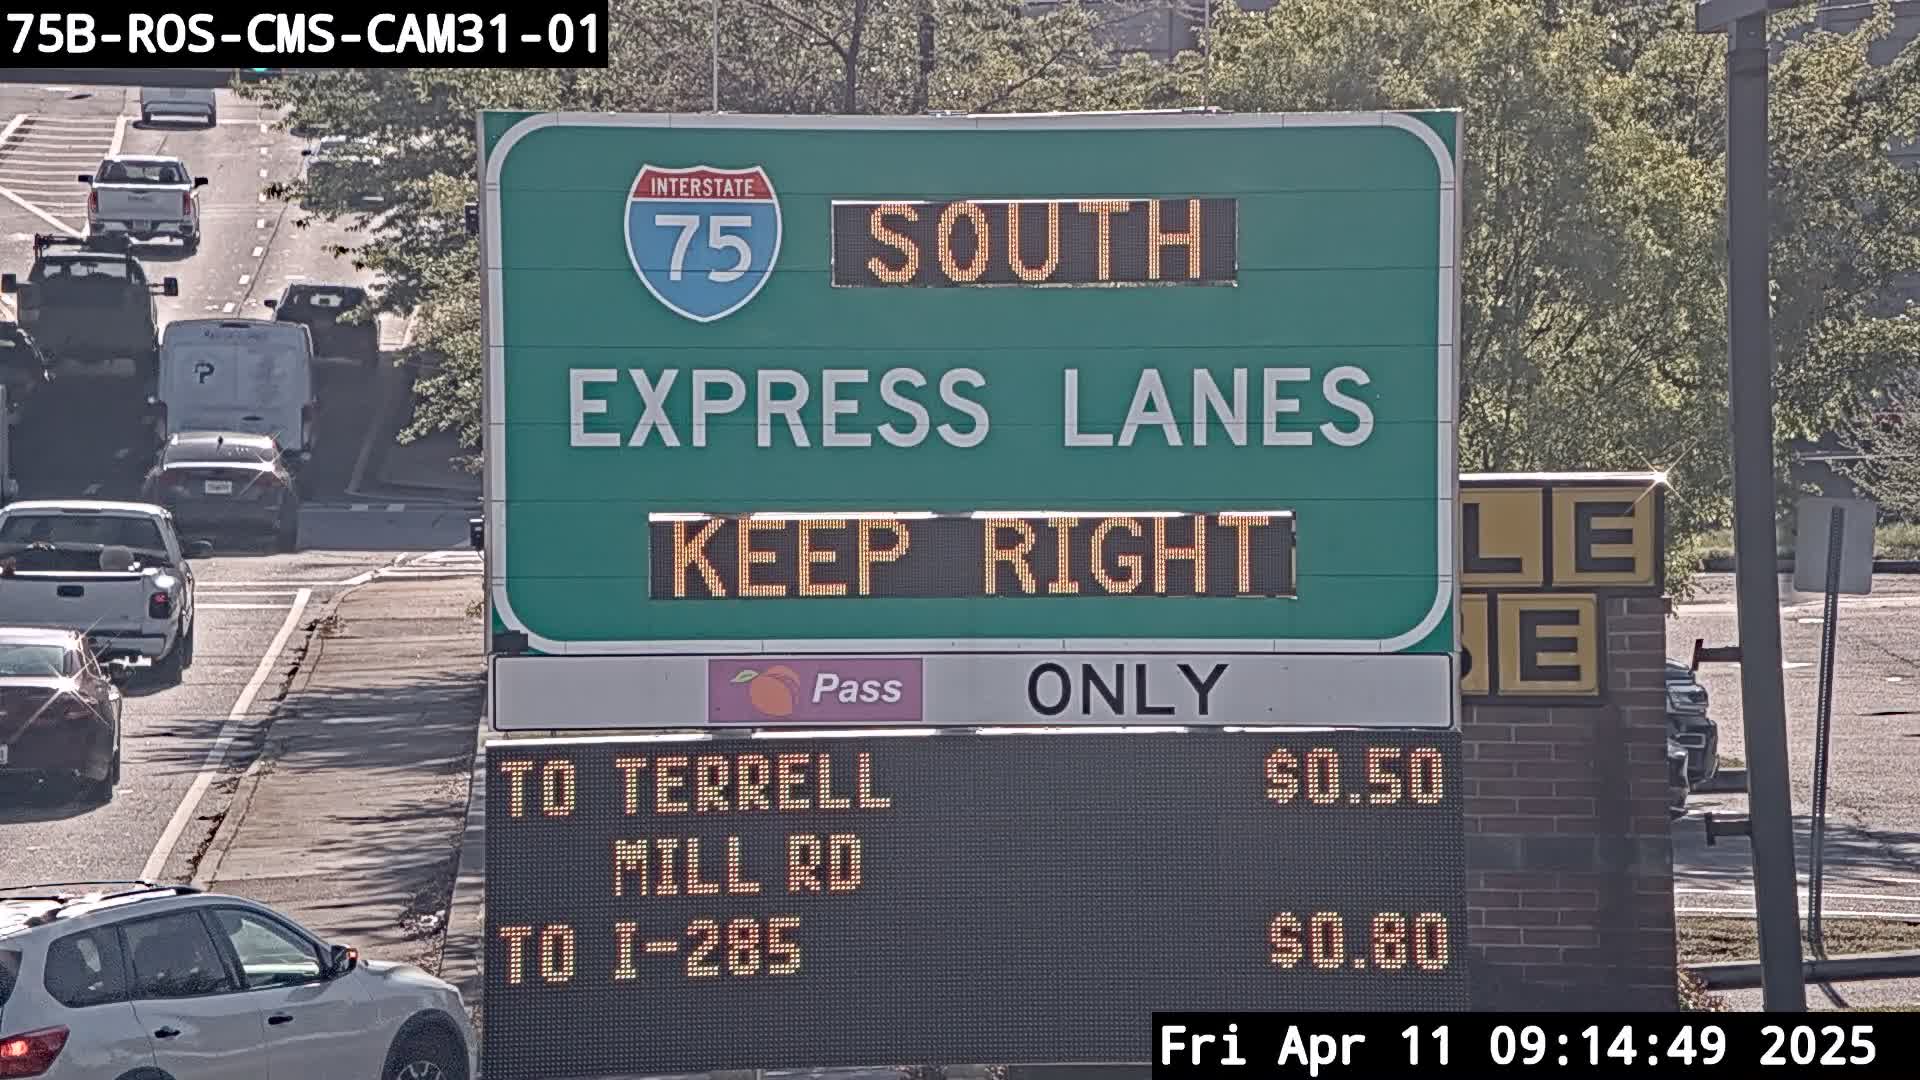 75B-ROS-CMS-CAM31-01
INTERSTATE
75
SOUTH
EXPRESS LANES
KEEP RIGHT
Pass ONLY
TO TERRELL $0.50
MILL RD
TO I-285 $0.80
LE
E
Fri Apr 11 09:14:49 2025